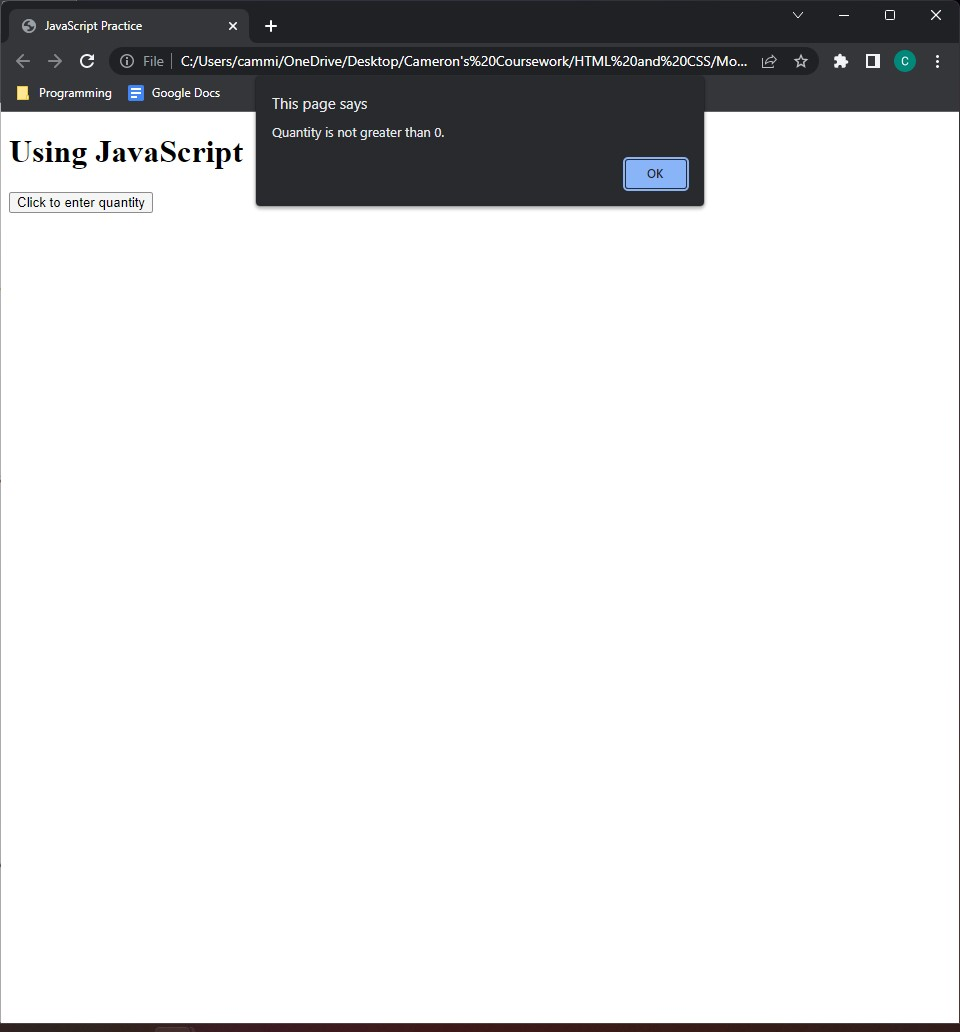 JavaScript Practice
File C:/Users/cammi/OneDrive/Desktop/Cameron's%20Coursework/HTML%20and%20CSS/Mo...
C
Programming Google Docs
This page says
Quantity is not greater than 0.
OK
Using JavaScript
Click to enter quantity